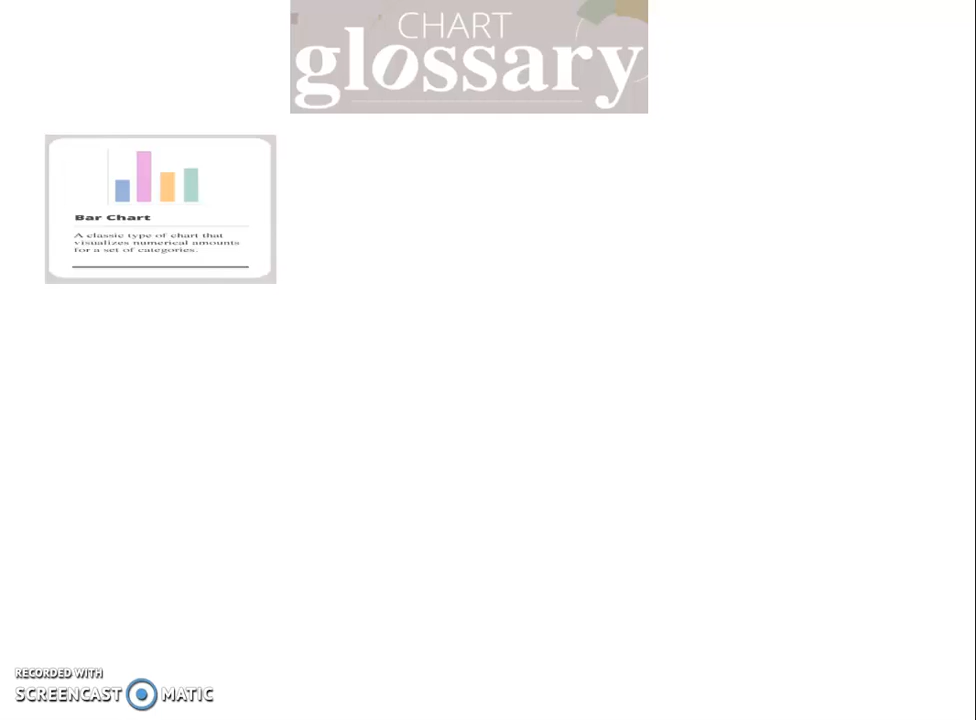 CHART
glossary
Bar Chart
A classic type of chart that
visualizes numerical amounts
for a set of categories.
RECORDED WITH
SCREENCAST MATIC